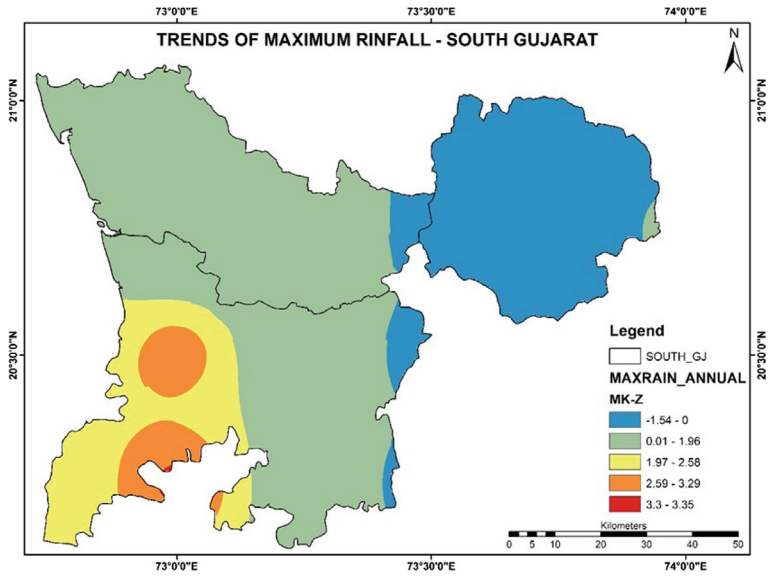 73°0'0"E 73°30'0"E 74°0'0"E
TRENDS OF MAXIMUM RINFALL - SOUTH GUJARAT
N
21°0'0"N 21°0'0"N
20°30'0"N 20°30'0"N
Legend
SOUTH_GJ
MAXRAIN_ANNUAL
MK-Z
-1.54 - 0
0.01 - 1.96
1.97 - 2.58
2.59 - 3.29
3.3 - 3.35
Kilometers
0 5 10 20 30 40 50
73°0'0"E 73°30'0"E 74°0'0"E